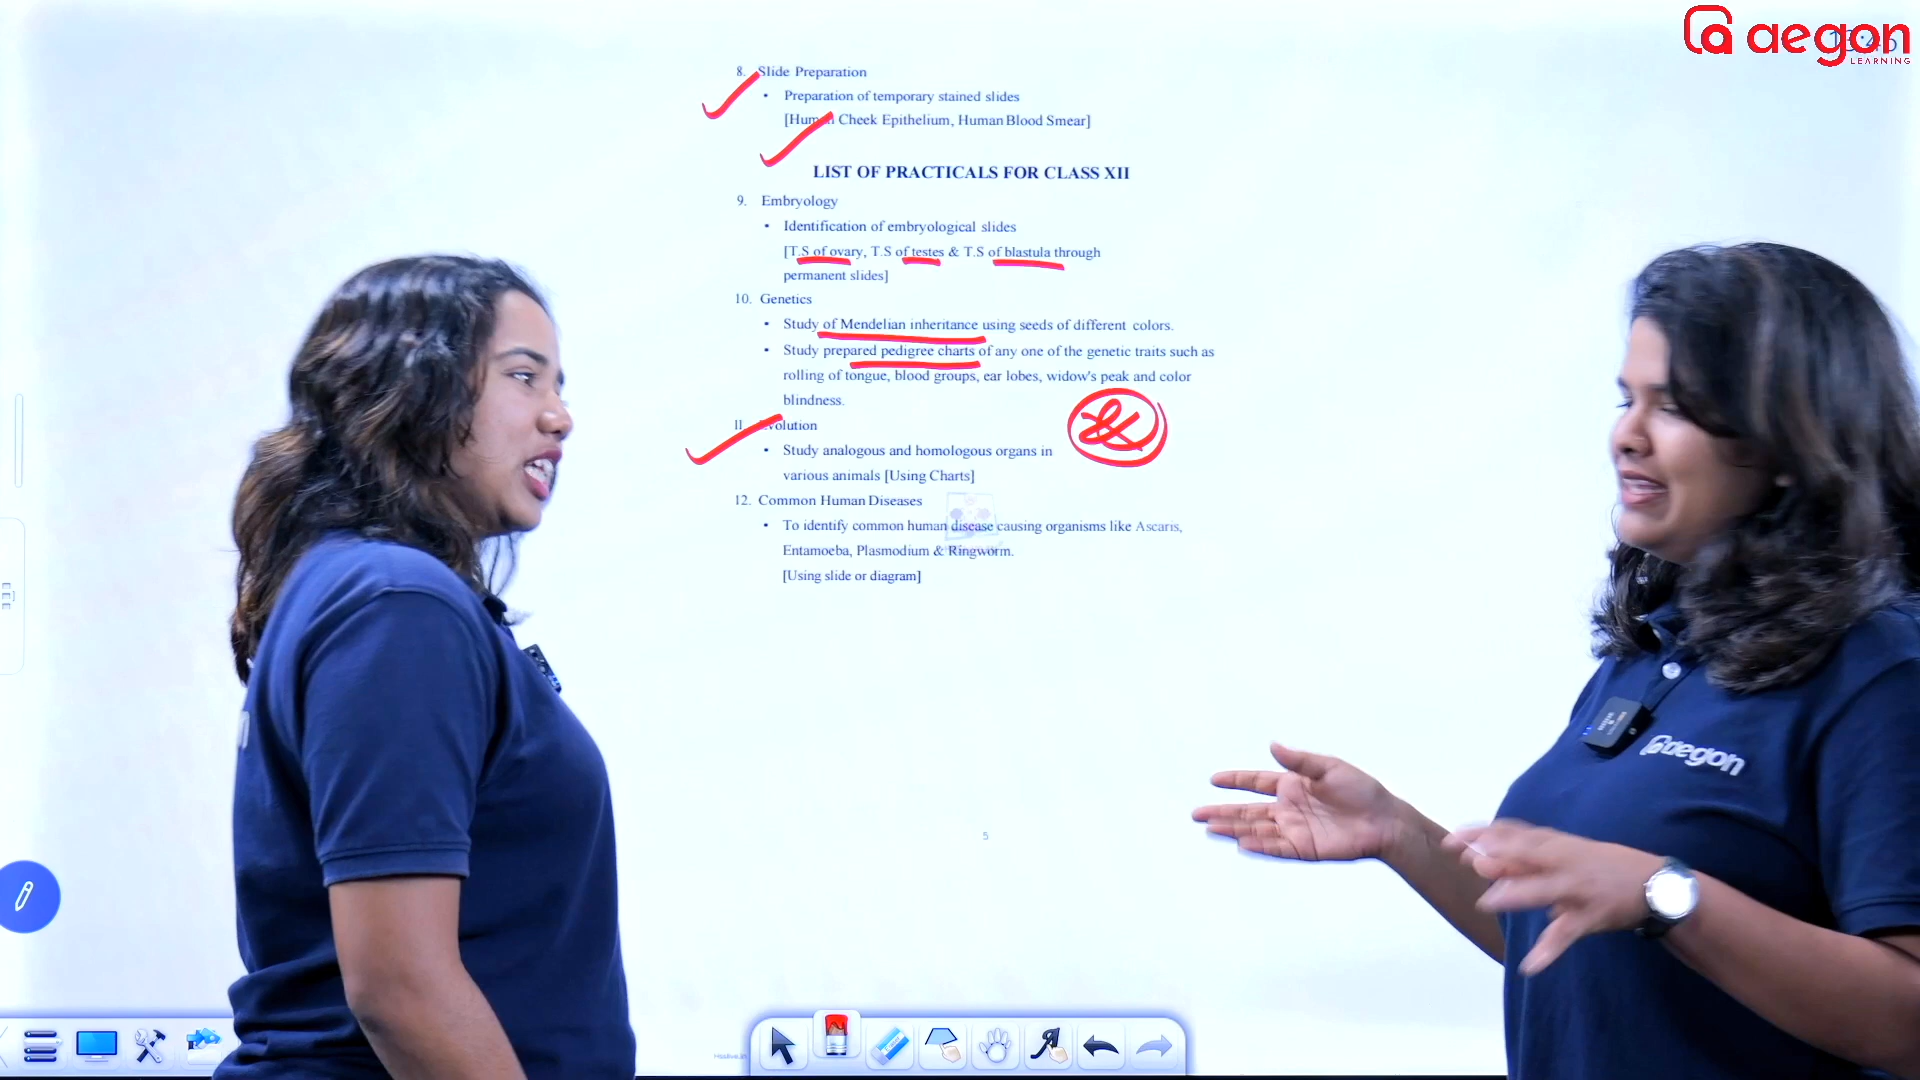 aegon
LEARNING
8. Slide Preparation
• Preparation of temporary stained slides
[Human Cheek Epithelium, Human Blood Smear]
LIST OF PRACTICALS FOR CLASS XII
9. Embryology
• Identification of embryological slides
[T.S of ovary, T.S of testes & T.S of blastula through
permanent slides]
10. Genetics
• Study of Mendelian inheritance using seeds of different colors.
• Study prepared pedigree charts of any one of the genetic traits such as
rolling of tongue, blood groups, ear lobes, widow's peak and color
blindness.
11. Evolution
• Study analogous and homologous organs in
various animals [Using Charts]
12. Common Human Diseases
• To identify common human disease causing organisms like Ascaris,
Entamoeba, Plasmodium & Ringworm.
[Using slide or diagram]
aegon
5